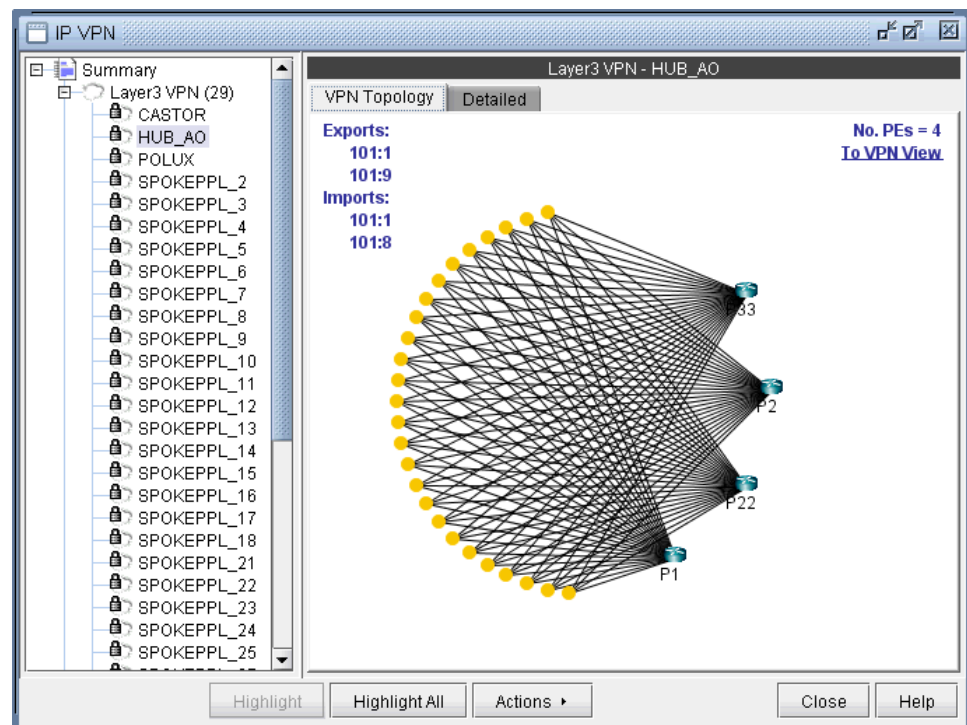 IP VPN
Summary
Layer3 VPN (29)
CASTOR
HUB_AO
POLUX
SPOKEPPL_2
SPOKEPPL_3
SPOKEPPL_4
SPOKEPPL_5
SPOKEPPL_6
SPOKEPPL_7
SPOKEPPL_8
SPOKEPPL_9
SPOKEPPL_10
SPOKEPPL_11
SPOKEPPL_12
SPOKEPPL_13
SPOKEPPL_14
SPOKEPPL_15
SPOKEPPL_16
SPOKEPPL_17
SPOKEPPL_18
SPOKEPPL_21
SPOKEPPL_22
SPOKEPPL_23
SPOKEPPL_24
SPOKEPPL_25
Layer3 VPN - HUB_AO
VPN Topology Detailed
Exports:
101:1
101:9
Imports:
101:1
101:8
No. PEs = 4
To VPN View
P2
P22
P1
Highlight Highlight All Actions Close Help